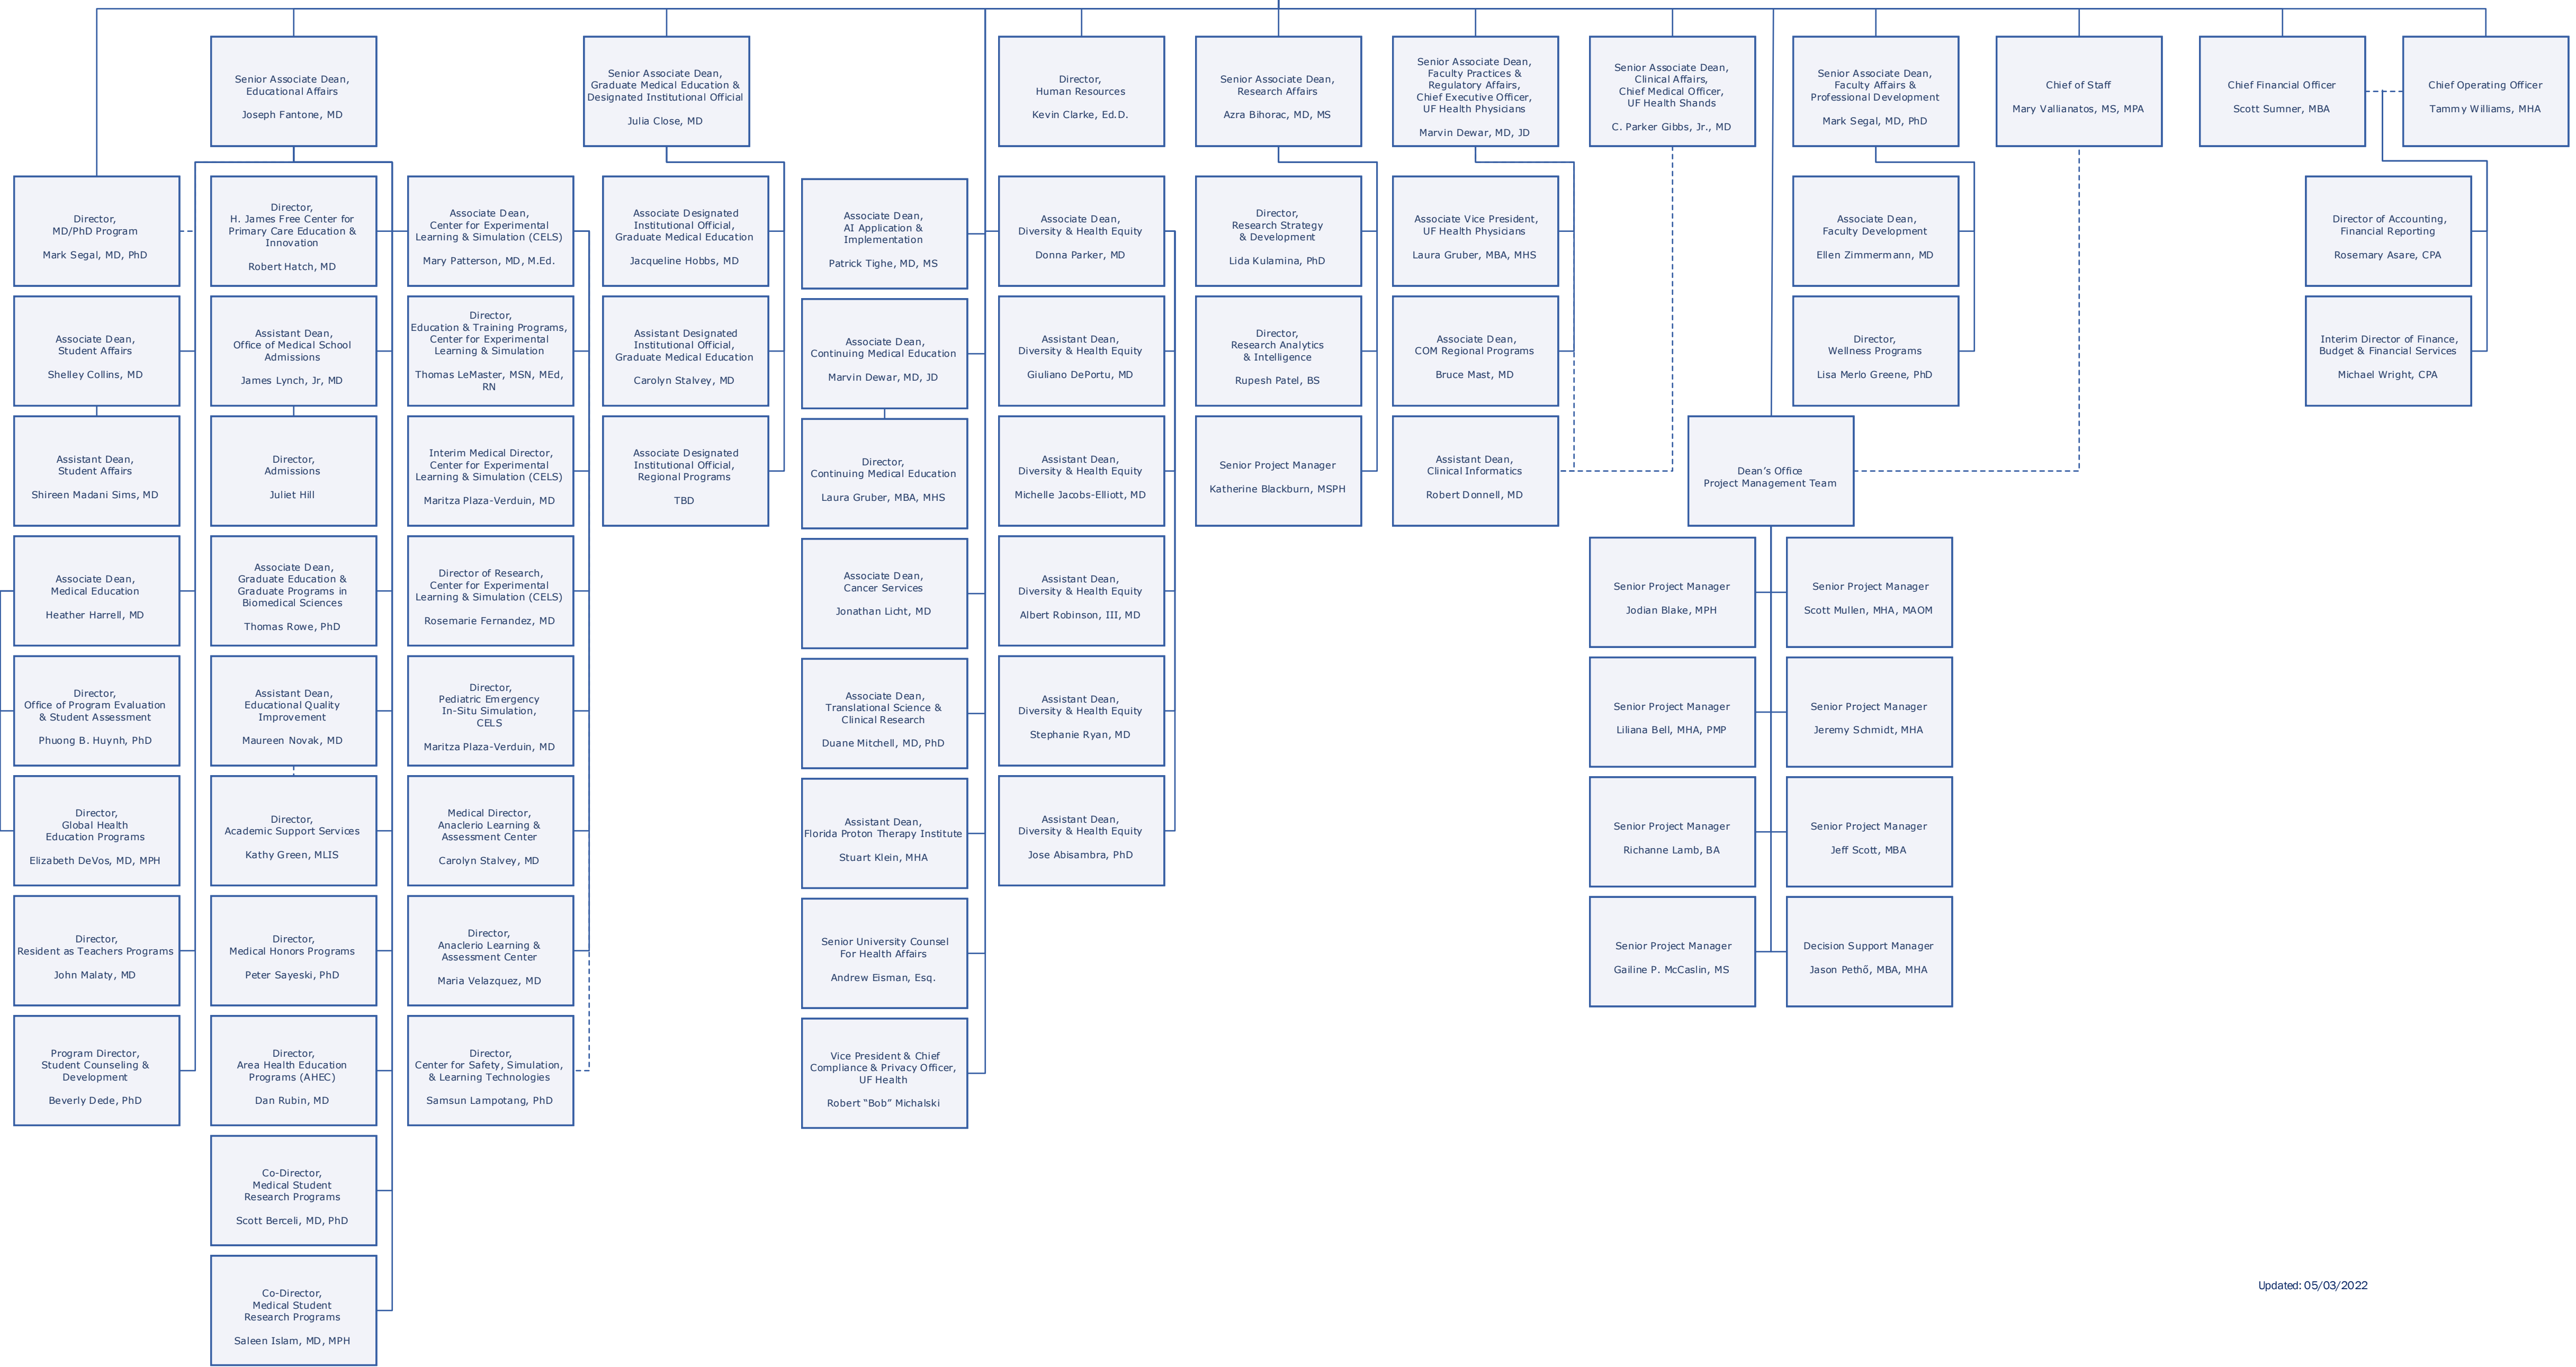 Senior Associate Dean,
Educational Affairs
Joseph Fantone, MD
Senior Associate Dean,
Graduate Medical Education &
Designated Institutional Official
Julia Close, MD
Director,
Human Resources
Kevin Clarke, Ed.D.
Senior Associate Dean,
Research Affairs
Azra Bihorac, MD, MS
Senior Associate Dean,
Faculty Practices &
Regulatory Affairs,
Chief Executive Officer,
UF Health Physicians
Marvin Dewar, MD, JD
Senior Associate Dean,
Clinical Affairs,
Chief Medical Officer,
UF Health Shands
C. Parker Gibbs, Jr., MD
Senior Associate Dean,
Faculty Affairs &
Professional Development
Mark Segal, MD, PhD
Chief of Staff
Mary Vallianatos, MS, MPA
Chief Financial Officer
Scott Sumner, MBA
Chief Operating Officer
Tammy Williams, MHA
Director,
MD/PhD Program
Mark Segal, MD, PhD
Associate Dean,
Student Affairs
Shelley Collins, MD
Assistant Dean,
Student Affairs
Shireen Madani Sims, MD
Associate Dean,
Medical Education
Heather Harrell, MD
Director,
Office of Program Evaluation
& Student Assessment
Phuong B. Huynh, PhD
Director,
Global Health
Education Programs
Elizabeth DeVos, MD, MPH
Director,
Resident as Teachers Programs
John Malaty, MD
Program Director,
Student Counseling &
Development
Beverly Dede, PhD
Director,
H. James Free Center for
Primary Care Education &
Innovation
Robert Hatch, MD
Assistant Dean,
Office of Medical School
Admissions
James Lynch, Jr, MD
Director,
Admissions
Juliet Hill
Associate Dean,
Graduate Education &
Graduate Programs in
Biomedical Sciences
Thomas Rowe, PhD
Assistant Dean,
Educational Quality
Improvement
Maureen Novak, MD
Director,
Academic Support Services
Kathy Green, MLIS
Director,
Medical Honors Programs
Peter Sayeski, PhD
Director,
Area Health Education
Programs (AHEC)
Dan Rubin, MD
Co-Director,
Medical Student
Research Programs
Scott Berceli, MD, PhD
Co-Director,
Medical Student
Research Programs
Saleen Islam, MD, MPH
Associate Dean,
Center for Experimental
Learning & Simulation (CELS)
Mary Patterson, MD, M.Ed.
Director,
Education & Training Programs,
Center for Experimental
Learning & Simulation
Thomas LeMaster, MSN, MEd,
RN
Interim Medical Director,
Center for Experimental
Learning & Simulation (CELS)
Maritza Plaza-Verduin, MD
Director of Research,
Center for Experimental
Learning & Simulation (CELS)
Rosemarie Fernandez, MD
Director,
Pediatric Emergency
In-Situ Simulation,
CELS
Maritza Plaza-Verduin, MD
Medical Director,
Anaclerio Learning &
Assessment Center
Carolyn Stalvey, MD
Director,
Anaclerio Learning &
Assessment Center
Maria Velazquez, MD
Director,
Center for Safety, Simulation,
& Learning Technologies
Samsun Lampotang, PhD
Associate Designated
Institutional Official,
Graduate Medical Education
Jacqueline Hobbs, MD
Assistant Designated
Institutional Official,
Graduate Medical Education
Carolyn Stalvey, MD
Associate Designated
Institutional Official,
Regional Programs
TBD
Associate Dean,
AI Application &
Implementation
Patrick Tighe, MD, MS
Associate Dean,
Continuing Medical Education
Marvin Dewar, MD, JD
Director,
Continuing Medical Education
Laura Gruber, MBA, MHS
Associate Dean,
Cancer Services
Jonathan Licht, MD
Associate Dean,
Translational Science &
Clinical Research
Duane Mitchell, MD, PhD
Assistant Dean,
Florida Proton Therapy Institute
Stuart Klein, MHA
Senior University Counsel
For Health Affairs
Andrew Eisman, Esq.
Vice President & Chief
Compliance & Privacy Officer,
UF Health
Robert “Bob” Michalski
Associate Dean,
Diversity & Health Equity
Donna Parker, MD
Assistant Dean,
Diversity & Health Equity
Giuliano DePortu, MD
Assistant Dean,
Diversity & Health Equity
Michelle Jacobs-Elliott, MD
Assistant Dean,
Diversity & Health Equity
Albert Robinson, III, MD
Assistant Dean,
Diversity & Health Equity
Stephanie Ryan, MD
Assistant Dean,
Diversity & Health Equity
Jose Abisambra, PhD
Director,
Research Strategy
& Development
Lida Kulamina, PhD
Director,
Research Analytics
& Intelligence
Rupesh Patel, BS
Senior Project Manager
Katherine Blackburn, MSPH
Associate Vice President,
UF Health Physicians
Laura Gruber, MBA, MHS
Associate Dean,
COM Regional Programs
Bruce Mast, MD
Assistant Dean,
Clinical Informatics
Robert Donnell, MD
Associate Dean,
Faculty Development
Ellen Zimmermann, MD
Director,
Wellness Programs
Lisa Merlo Greene, PhD
Dean’s Office
Project Management Team
Senior Project Manager
Jodian Blake, MPH
Senior Project Manager
Scott Mullen, MHA, MAOM
Senior Project Manager
Liliana Bell, MHA, PMP
Senior Project Manager
Jeremy Schmidt, MHA
Senior Project Manager
Richanne Lamb, BA
Senior Project Manager
Jeff Scott, MBA
Senior Project Manager
Gailine P. McCaslin, MS
Decision Support Manager
Jason Pethő, MBA, MHA
Director of Accounting,
Financial Reporting
Rosemary Asare, CPA
Interim Director of Finance,
Budget & Financial Services
Michael Wright, CPA
Updated: 05/03/2022